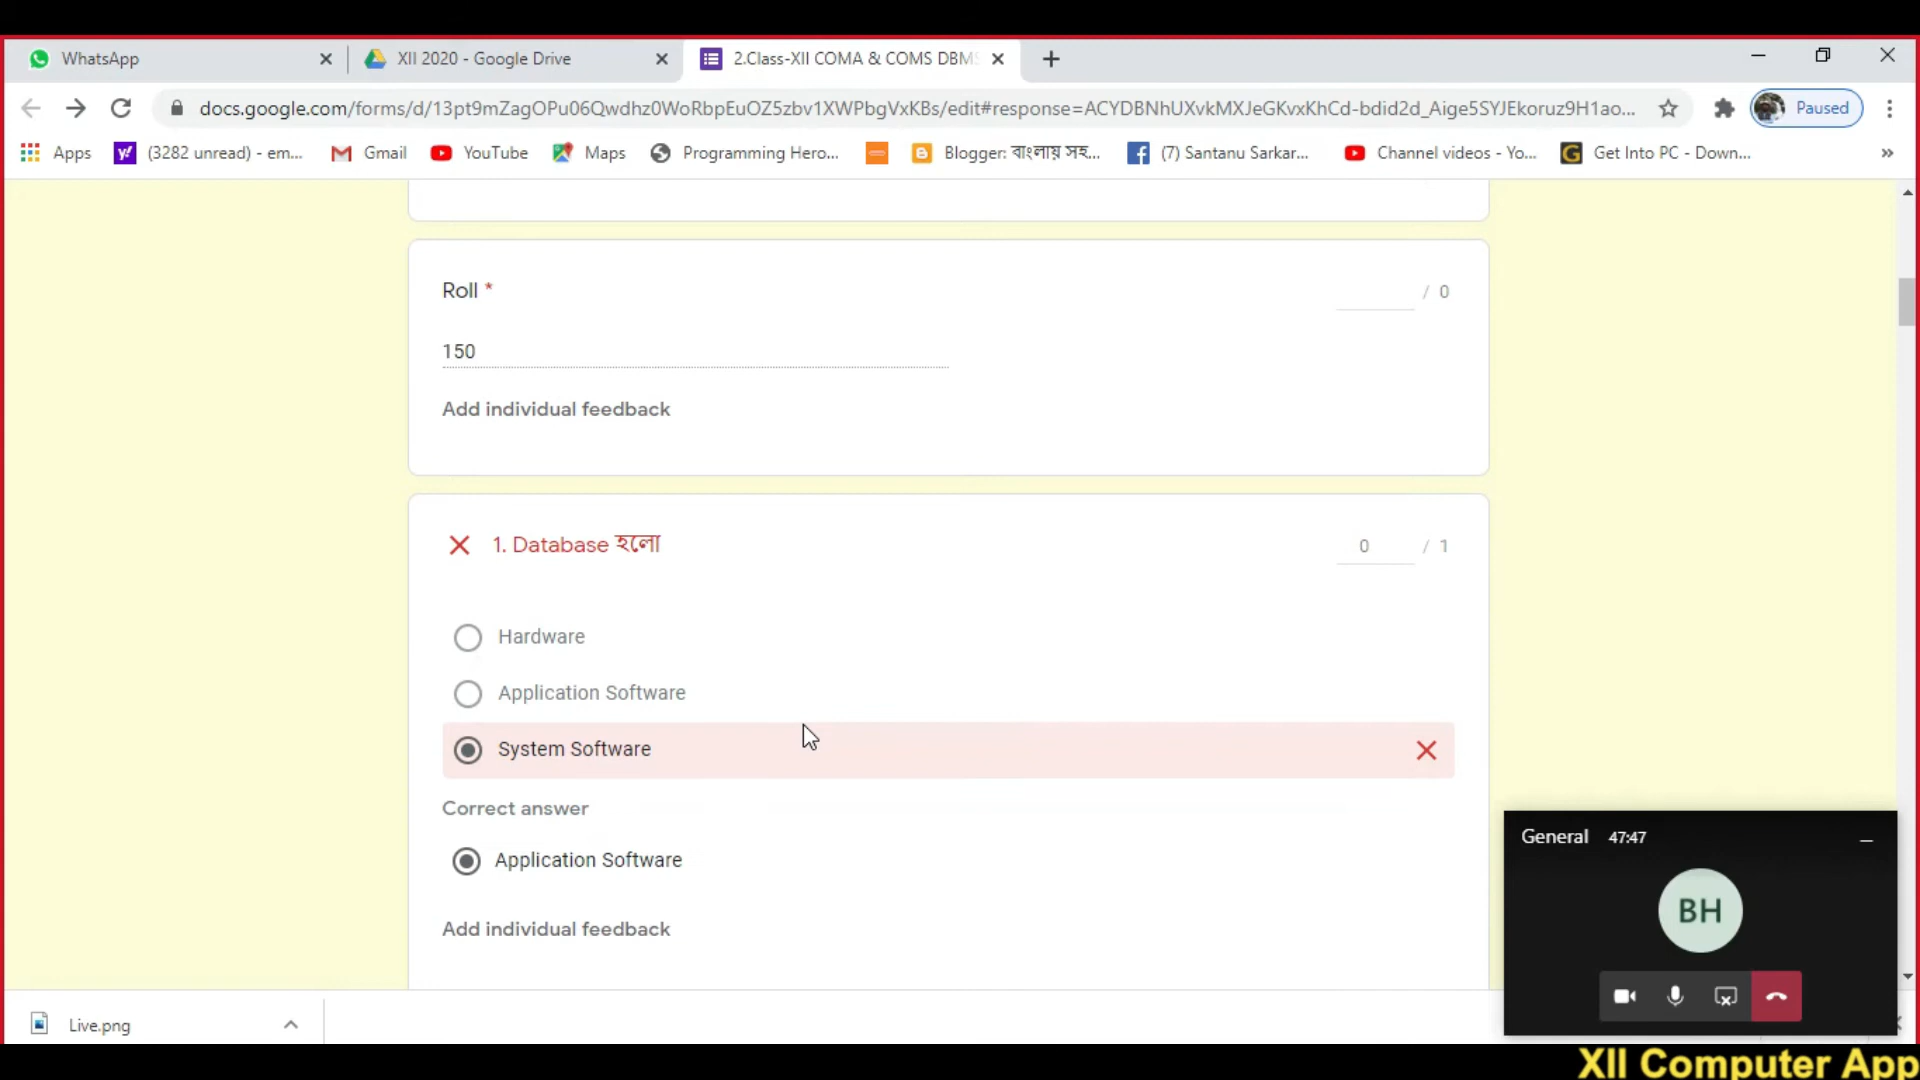 WhatsApp
XII 2020 - Google Drive
2.Class-XII COMA & COMS DBMS
docs.google.com/forms/d/13pt9mZagOPu06Qwdhz0WoRbpEuOZ5zbv1XWPbgVxKBs/edit#response=ACYDBNhUXvkMXJeGKvxKhCd-bdid2d_Aige5SYJEkoruz9H1ao...
Paused
Apps
(3282 unread) - em...
Gmail
YouTube
Maps
Programming Hero...
Blogger: বাংলায় সহ...
(7) Santanu Sarkar...
Channel videos - Yo...
Get Into PC - Down...
»
Roll *
/ 0
150
Add individual feedback
1. Database হলো
0 / 1
Hardware
Application Software
System Software
Correct answer
Application Software
Add individual feedback
General 47:47
BH
Live.png
XII Computer App